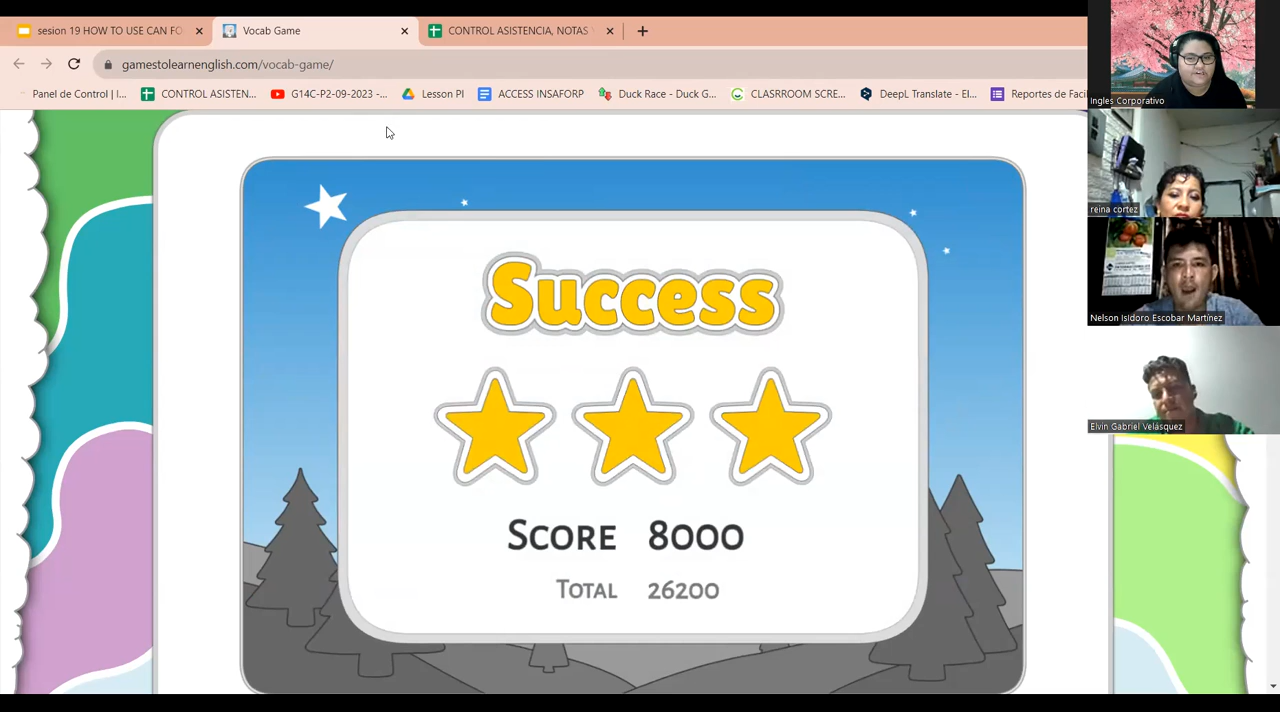 sesion 19 HOW TO USE CAN FO
Vocab Game
CONTROL ASISTENCIA, NOTAS
gamestolearnenglish.com/vocab-game/
Panel de Control | I...
CONTROL ASISTEN...
G14C-P2-09-2023 -...
Lesson Pl
ACCESS INSAFORP
Duck Race - Duck G...
CLASRROOM SCRE...
DeepL Translate - El...
Reportes de Facil
Ingles Corporativo
reina cortez
Nelson Isidoro Escobar Martínez
Elvin Gabriel Velásquez
Success
SCORE 8000
TOTAL 26200